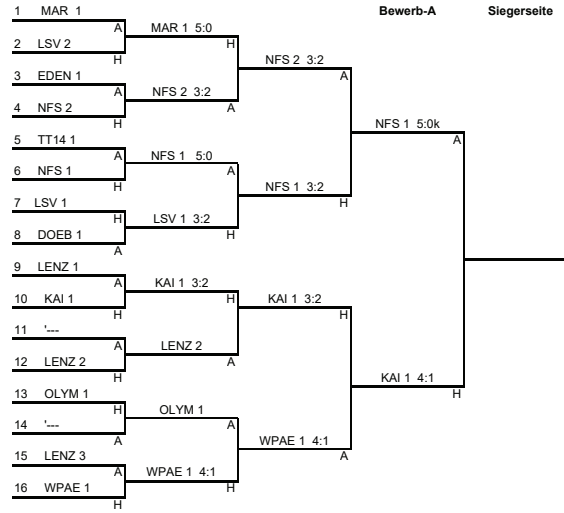 Bewerb-A Siegerseite
1 MAR 1
A MAR 1 5:0
2 LSV 2 H
H NFS 2 3:2
3 EDEN 1 A
A NFS 2 3:2
4 NFS 2 A
H NFS 1 5:0k
5 TT14 1 A
A NFS 1 5:0
6 NFS 1 A
H NFS 1 3:2
7 LSV 1 H
H LSV 1 3:2
8 DOEB 1 H
A
9 LENZ 1
A KAI 1 3:2
10 KAI 1 H KAI 1 3:2
H H
11 '---
A LENZ 2
12 LENZ 2 A
H KAI 1 4:1
13 OLYM 1 H
H OLYM 1
14 '--- A
A WPAE 1 4:1
15 LENZ 3 A
A WPAE 1 4:1
16 WPAE 1 H
H